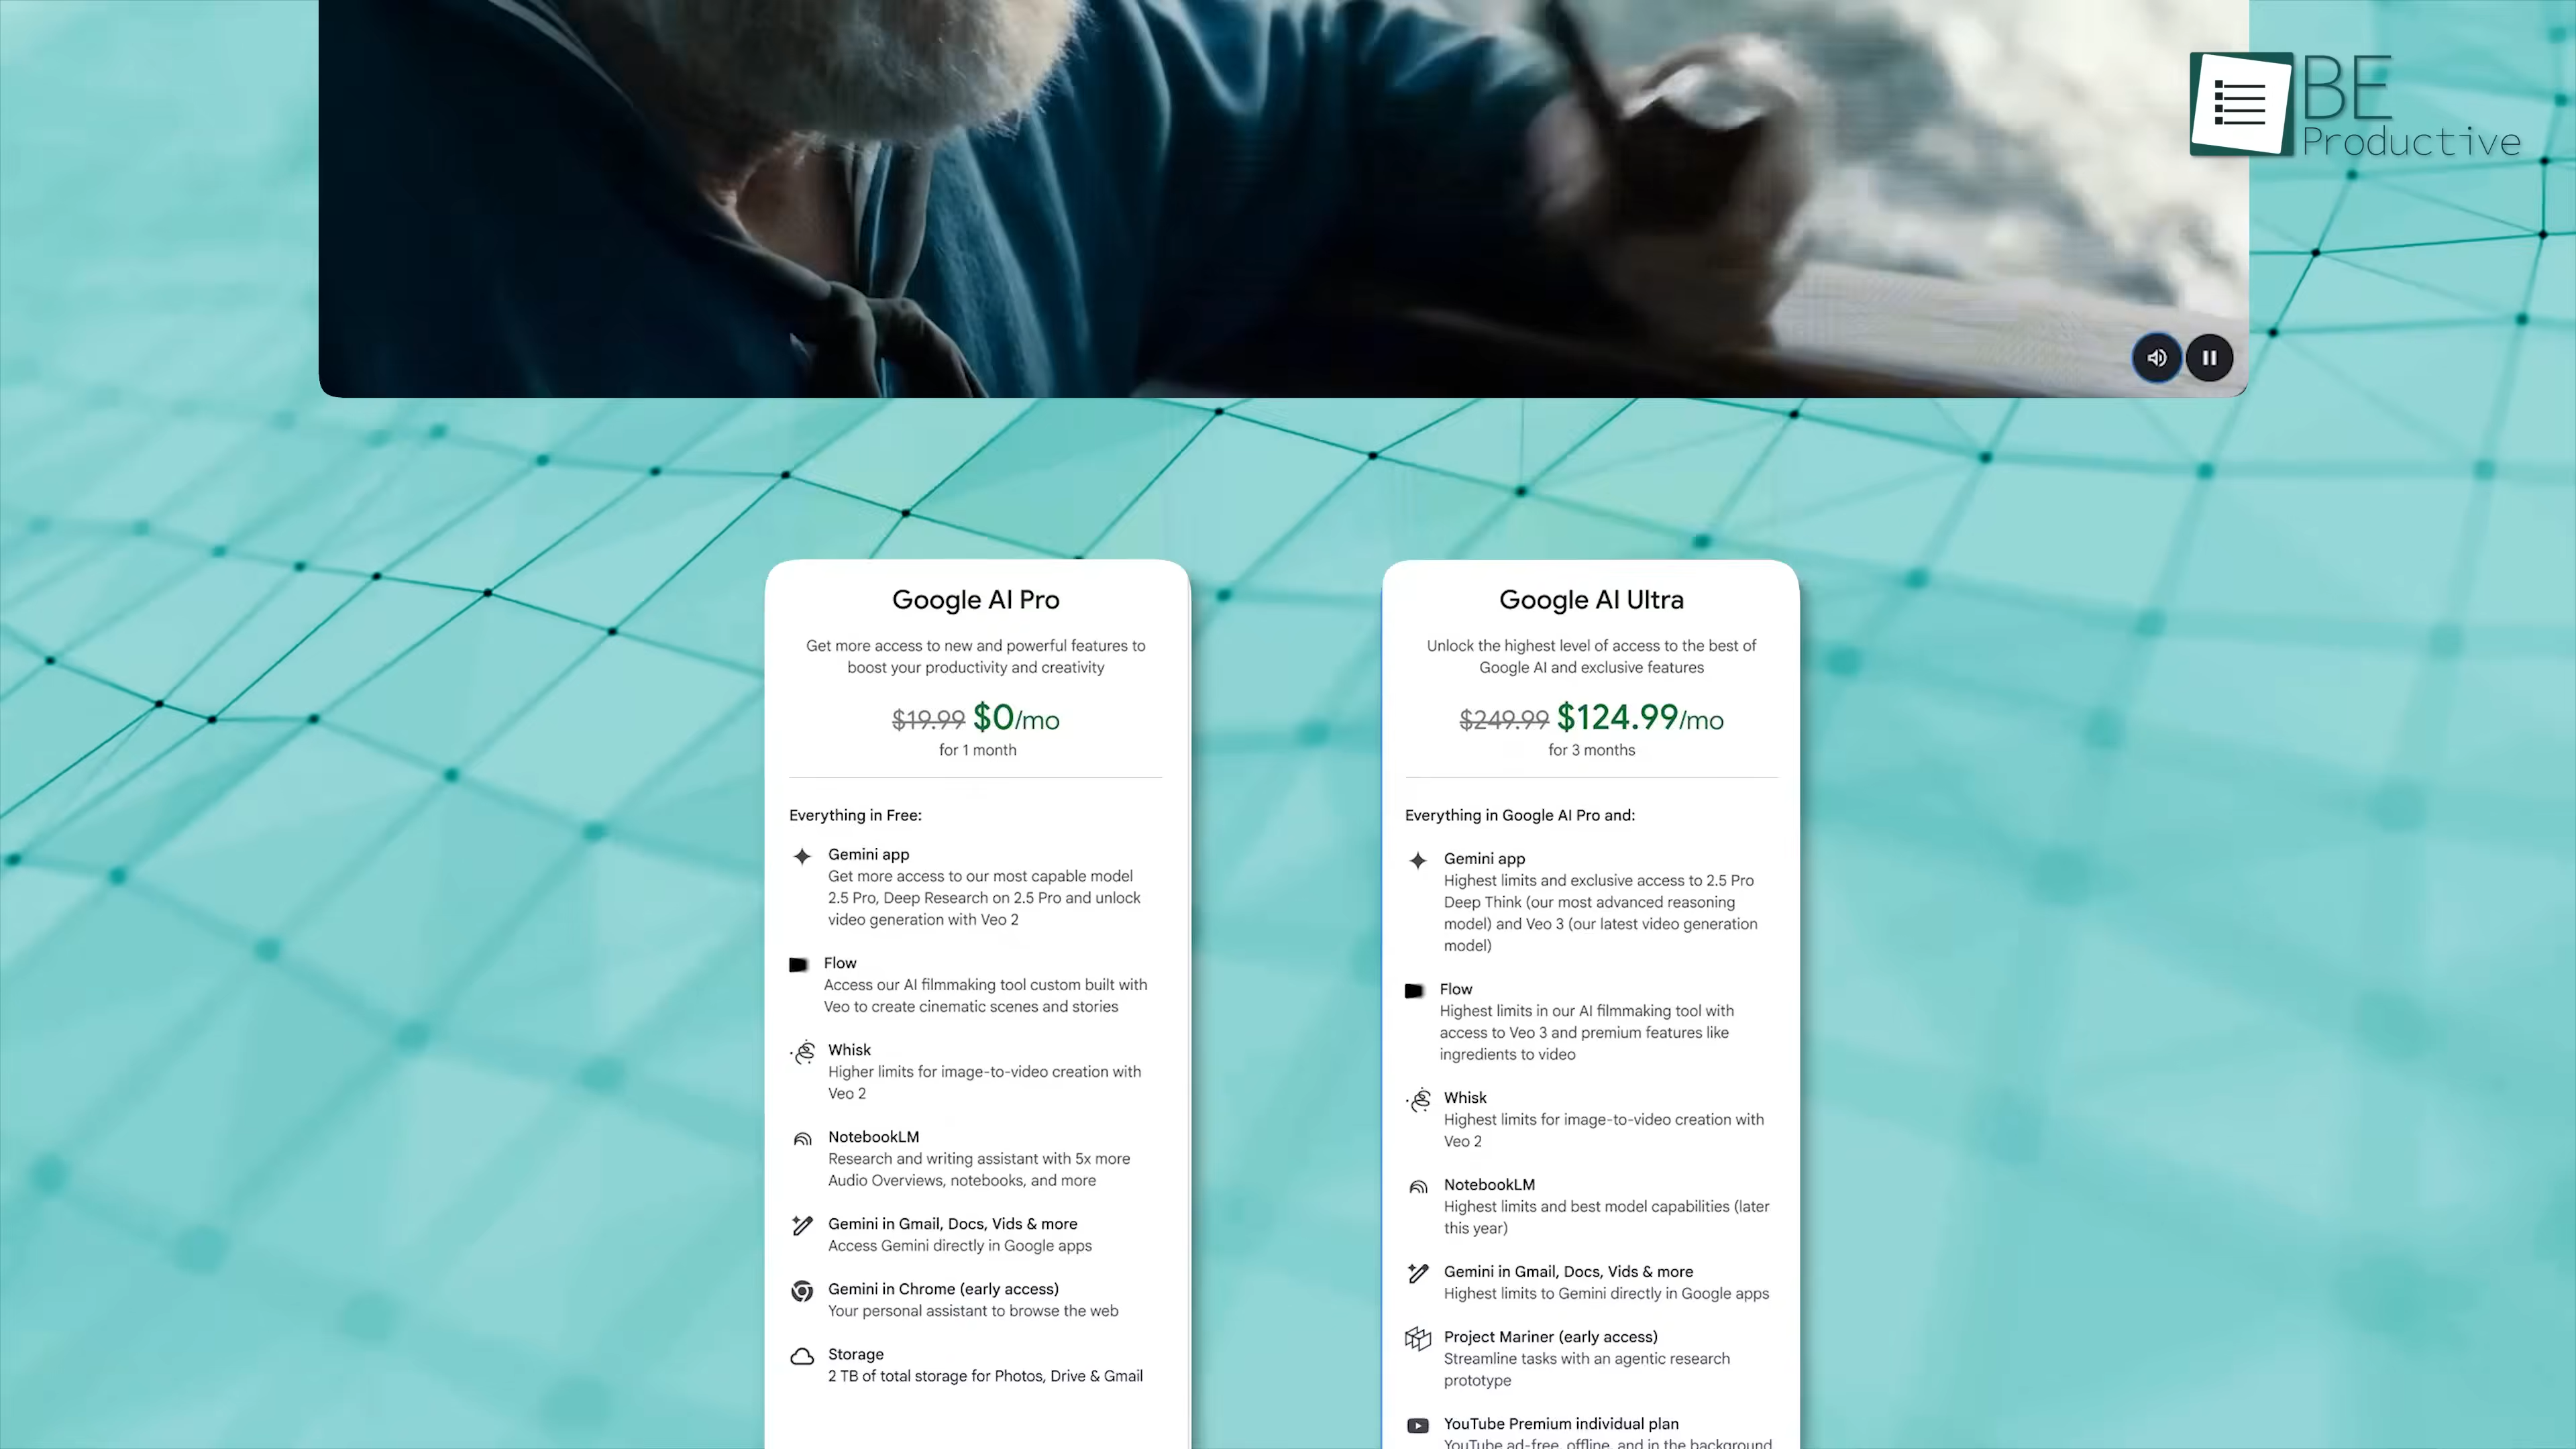 BE
Productive
Google AI Pro
Get more access to new and powerful features to
boost your productivity and creativity
$19.99 $0/mo
for 1 month
Everything in Free:
Gemini app
Get more access to our most capable model
2.5 Pro, Deep Research on 2.5 Pro and unlock
video generation with Veo 2
Flow
Access our AI filmmaking tool custom built with
Veo to create cinematic scenes and stories
Whisk
Higher limits for image-to-video creation with
Veo 2
NotebookLM
Research and writing assistant with 5x more
Audio Overviews, notebooks, and more
Gemini in Gmail, Docs, Vids & more
Access Gemini directly in Google apps
Gemini in Chrome (early access)
Your personal assistant to browse the web
Storage
2 TB of total storage for Photos, Drive & Gmail
Google AI Ultra
Unlock the highest level of access to the best of
Google AI and exclusive features
$249.99 $124.99/mo
for 3 months
Everything in Google AI Pro and:
Gemini app
Highest limits and exclusive access to 2.5 Pro
Deep Think (our most advanced reasoning
model) and Veo 3 (our latest video generation
model)
Flow
Highest limits in our AI filmmaking tool with
access to Veo 3 and premium features like
ingredients to video
Whisk
Highest limits for image-to-video creation with
Veo 2
NotebookLM
Highest limits and best model capabilities (later
this year)
Gemini in Gmail, Docs, Vids & more
Highest limits to Gemini directly in Google apps
Project Mariner (early access)
Streamline tasks with an agentic research
prototype
YouTube Premium individual plan
YouTube ad-free, offline, and in the background